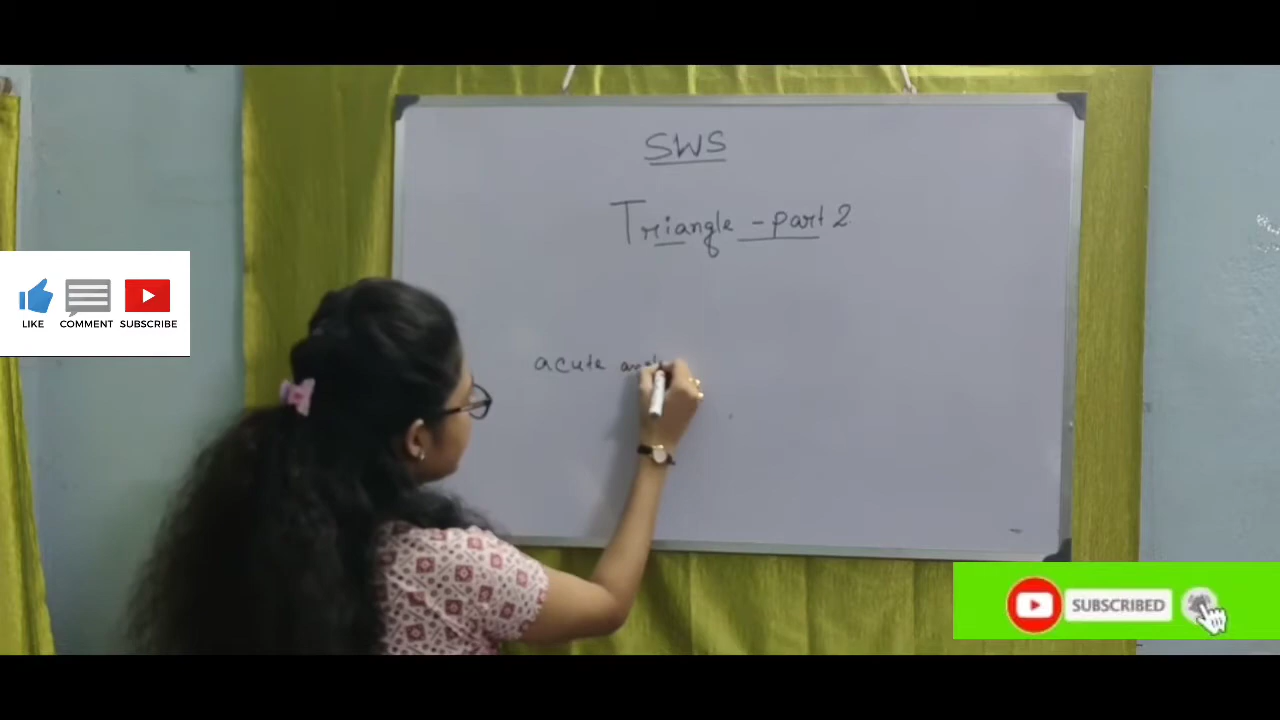 SWS
Triangle - part 2
acute
LIKE COMMENT SUBSCRIBE
SUBSCRIBED